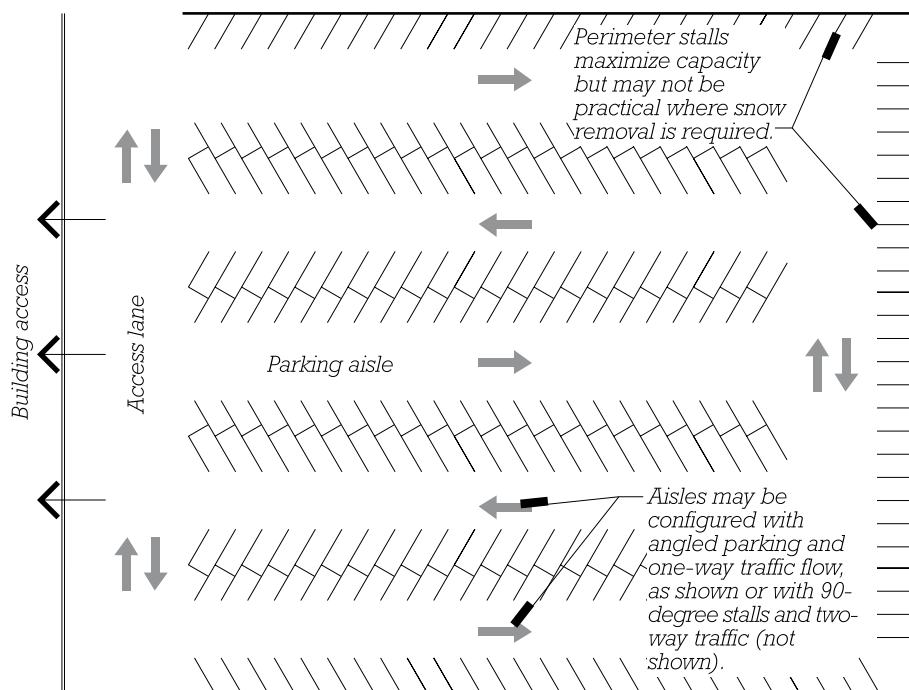 Perimeter stalls
maximize capacity
but may not be
practical where snow
removal is required.
Building access
Access lane
Parking aisle
Aisles may be
configured with
angled parking and
one-way traffic flow,
as shown or with 90-
degree stalls and two-
way traffic (not
shown).